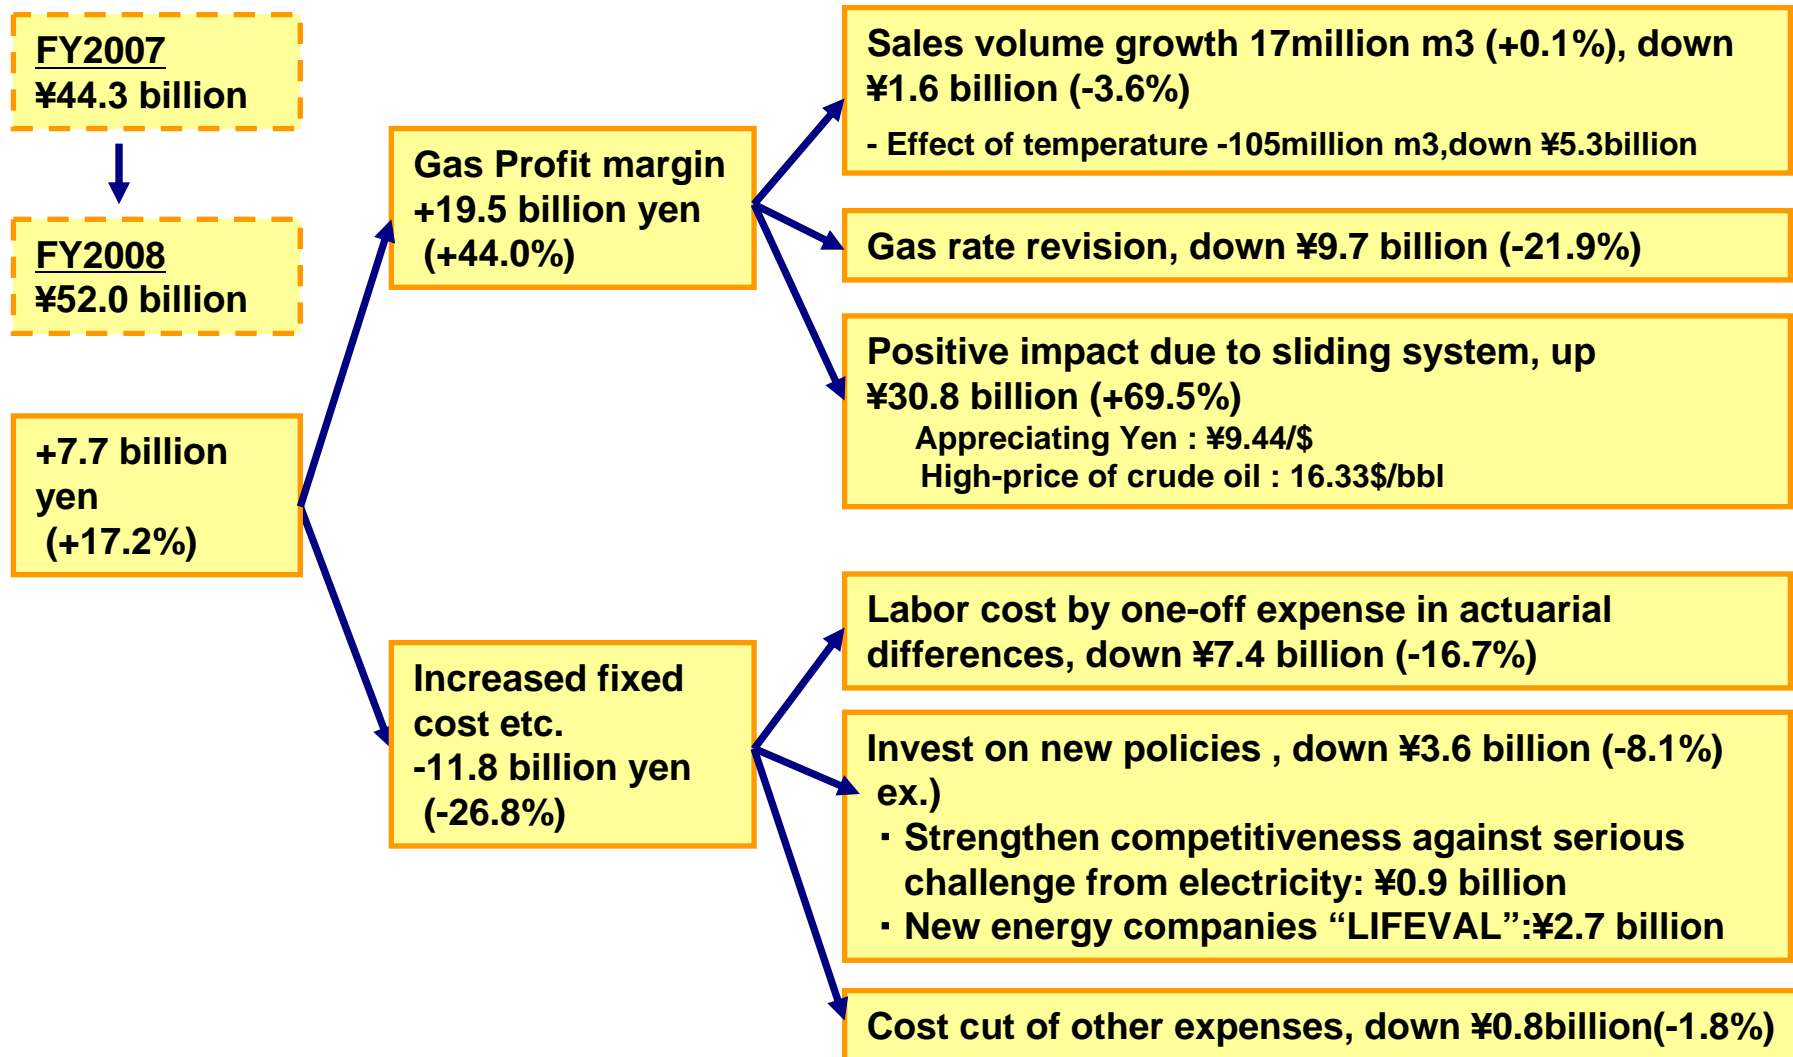 FY2007
¥44.3 billion
FY2008
¥52.0 billion
+7.7 billion
yen
(+17.2%)
Gas Profit margin
+19.5 billion yen
(+44.0%)
Increased fixed
cost etc.
-11.8 billion yen
(-26.8%)
Sales volume growth 17million m3 (+0.1%), down
¥1.6 billion (-3.6%)
- Effect of temperature -105million m3,down ¥5.3billion
Gas rate revision, down ¥9.7 billion (-21.9%)
Positive impact due to sliding system, up
¥30.8 billion (+69.5%)
Appreciating Yen : ¥9.44/$
High-price of crude oil : 16.33$/bbl
Labor cost by one-off expense in actuarial
differences, down ¥7.4 billion (-16.7%)
Invest on new policies , down ¥3.6 billion (-8.1%)
ex.)
・Strengthen competitiveness against serious
challenge from electricity: ¥0.9 billion
・New energy companies “LIFEVAL”:¥2.7 billion
Cost cut of other expenses, down ¥0.8billion(-1.8%)